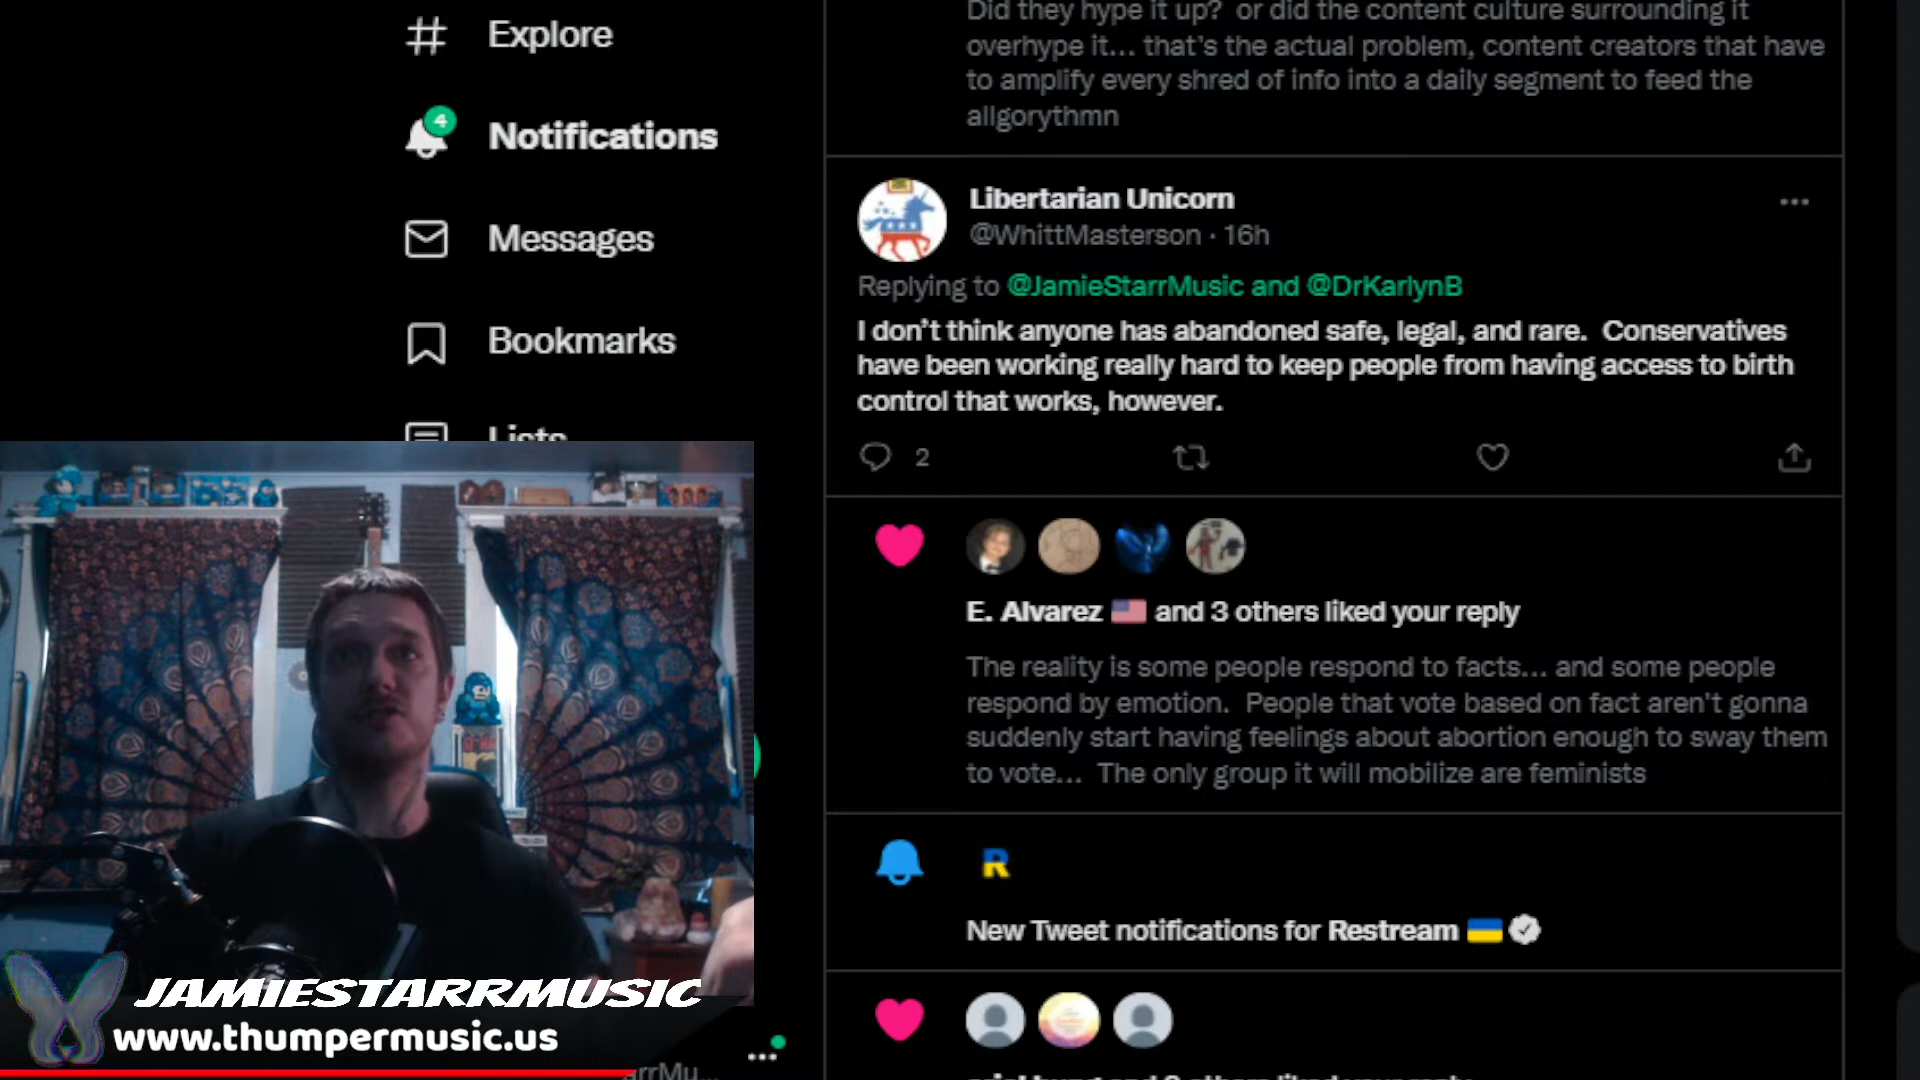 Explore
4
Notifications
Messages
Bookmarks
Lists
Did they hype it up?  or did the content culture surrounding it
overhype it... that's the actual problem, content creators that have
to amplify every shred of info into a daily segment to feed the
allgorythmn
Libertarian Unicorn
@WhittMasterson · 16h
Replying to @JamieStarrMusic and @DrKarlynB
I don't think anyone has abandoned safe, legal, and rare.  Conservatives
have been working really hard to keep people from having access to birth
control that works, however.
2
E. Alvarez and 3 others liked your reply
The reality is some people respond to facts... and some people
respond by emotion.  People that vote based on fact aren't gonna
suddenly start having feelings about abortion enough to sway them
to vote...  The only group it will mobilize are feminists
R
New Tweet notifications for Restream
JAMIESTARRMUSIC
www.thumpermusic.us
arrMu...